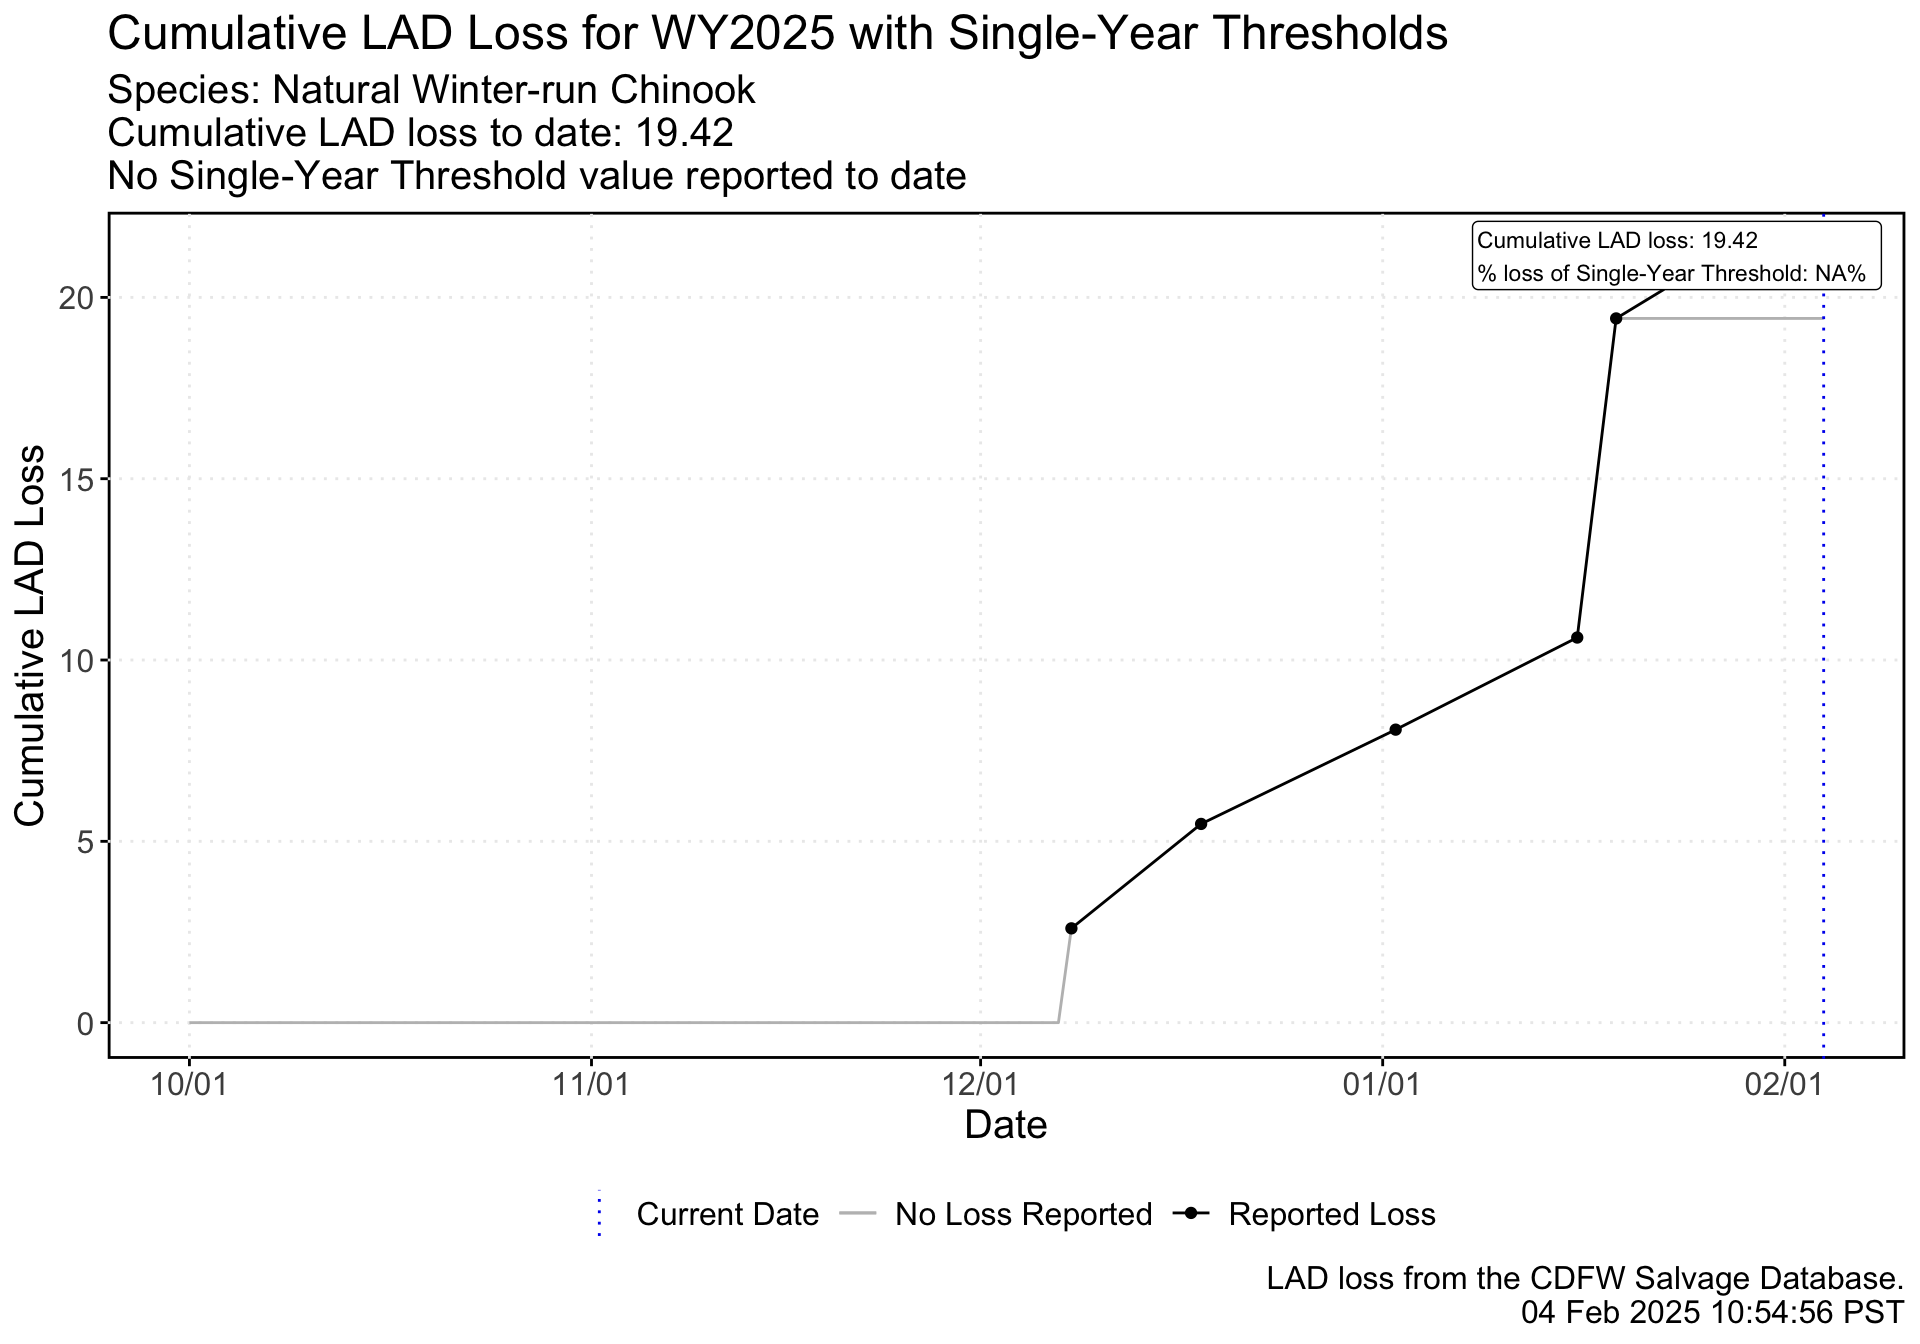 Cumulative LAD Loss for WY2025 with Single-Year Thresholds
Species: Natural Winter-run Chinook
Cumulative LAD loss to date: 19.42
No Single-Year Threshold value reported to date
Cumulative LAD loss: 19.42
% loss of Single-Year Threshold: NA%
Cumulative LAD Loss
20
15
10
5
0
10/01
11/01
12/01
01/01
02/01
Date
Current Date
No Loss Reported
Reported Loss
LAD loss from the CDFW Salvage Database.
04 Feb 2025 10:54:56 PST